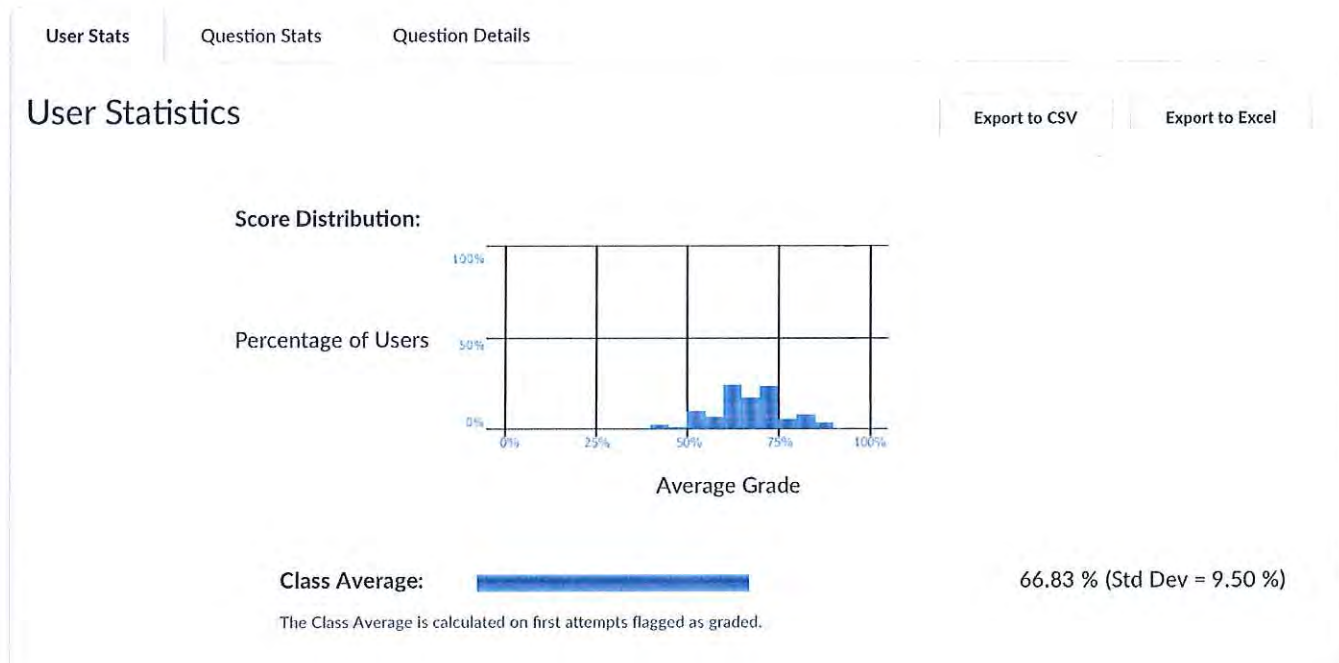 User Stats Question Stats Question Details
User Statistics
Export to CSV Export to Excel
Score Distribution:
100%
Percentage of Users
50%
0%
0% 25% 50% 75% 100%
Average Grade
Class Average: 66.83 % (Std Dev = 9.50 %)
The Class Average is calculated on first attempts flagged as graded.